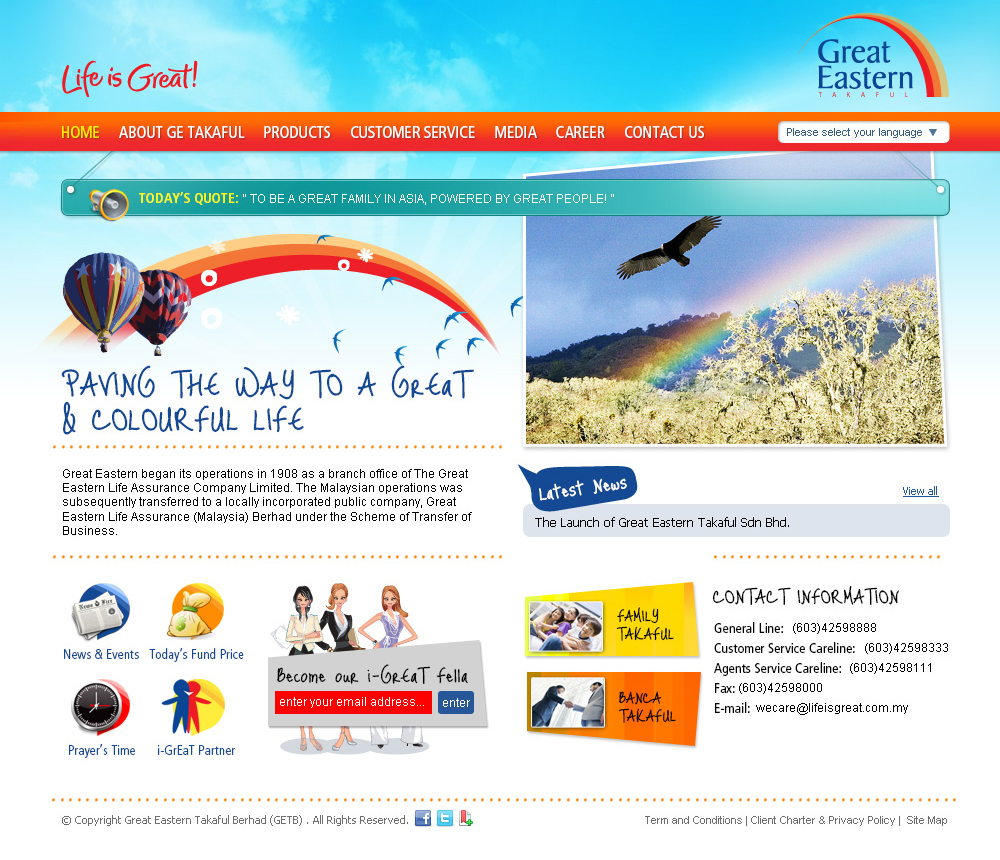 Life is Great!
Great
Eastern
TAKAFUL
HOME ABOUT GE TAKAFUL PRODUCTS CUSTOMER SERVICE MEDIA CAREER CONTACT US
Please select your language ▼
TODAY'S QUOTE: " TO BE A GREAT FAMILY IN ASIA, POWERED BY GREAT PEOPLE! "
PAVING THE WAY TO A GrEaT
& COLOURFUL LIFE
Great Eastern began its operations in 1908 as a branch office of The Great
Eastern Life Assurance Company Limited. The Malaysian operations was
subsequently transferred to a locally incorporated public company, Great
Eastern Life Assurance (Malaysia) Berhad under the Scheme of Transfer of
Business.
Latest News
View all
The Launch of Great Eastern Takaful Sdn Bhd.
News & Events
Today's Fund Price
Prayer's Time
i-GrEaT Partner
Become our i-GrEaT fella
enter your email address...
enter
FAMILY
TAKAFUL
BANCA
TAKAFUL
CONTACT INFORMATION
General Line: (603)42598888
Customer Service Careline: (603)42598333
Agents Service Careline: (603)42598111
Fax: (603)42598000
E-mail: wecare@lifeisgreat.com.my
© Copyright Great Eastern Takaful Berhad (GETB) . All Rights Reserved.
Term and Conditions | Client Charter & Privacy Policy | Site Map